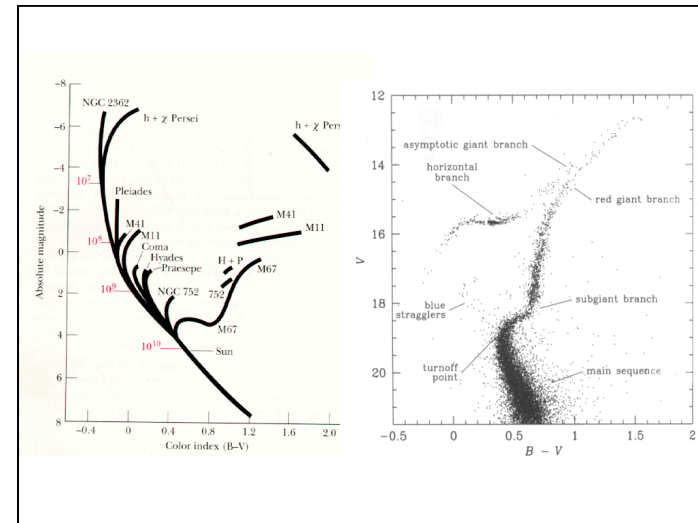 −8
−6
−4
−2
0
2
4
6
8
Absolute magnitude
NGC 2362
h + χ Persei
h + χ Pers
10⁷
Pleiades
M41
M11
10⁸
Coma
Hyades
Praesepe
M41
M11
H + P
M67
752
NGC 752
10⁹
M67
10¹⁰
Sun
−0.4 0 0.4 0.8 1.2 1.6 2.0
Color index (B–V)
12
14
16
18
20
V
asymptotic giant branch
horizontal
branch
red giant branch
blue
stragglers
subgiant branch
turnoff
point
main sequence
−0.5 0 0.5 1 1.5 2
B − V